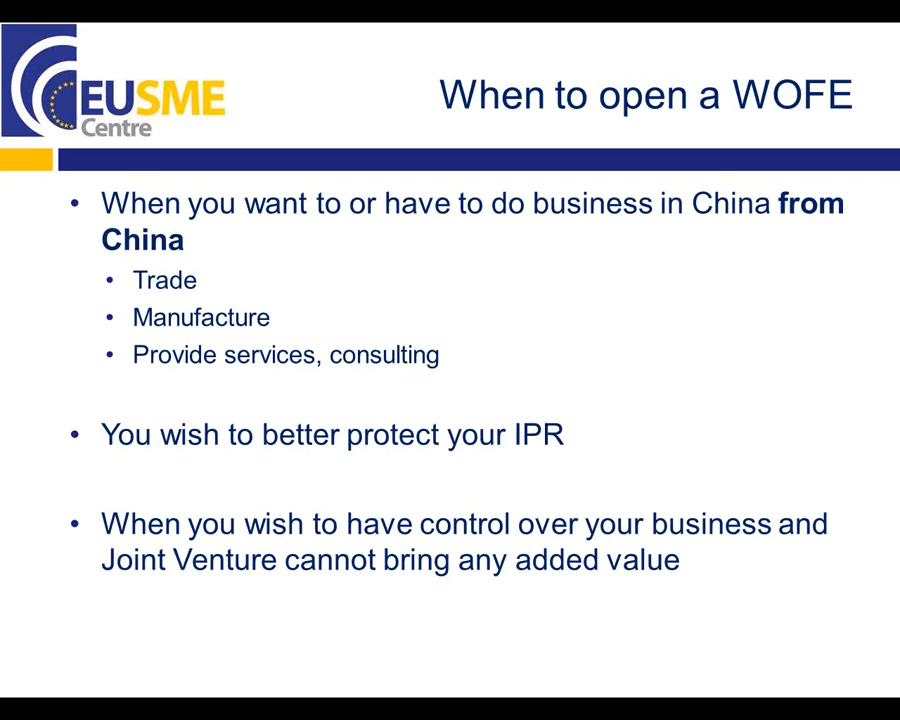 EUSME
Centre
When to open a WOFE
• When you want to or have to do business in China from
China
• Trade
• Manufacture
• Provide services, consulting
• You wish to better protect your IPR
• When you wish to have control over your business and
Joint Venture cannot bring any added value